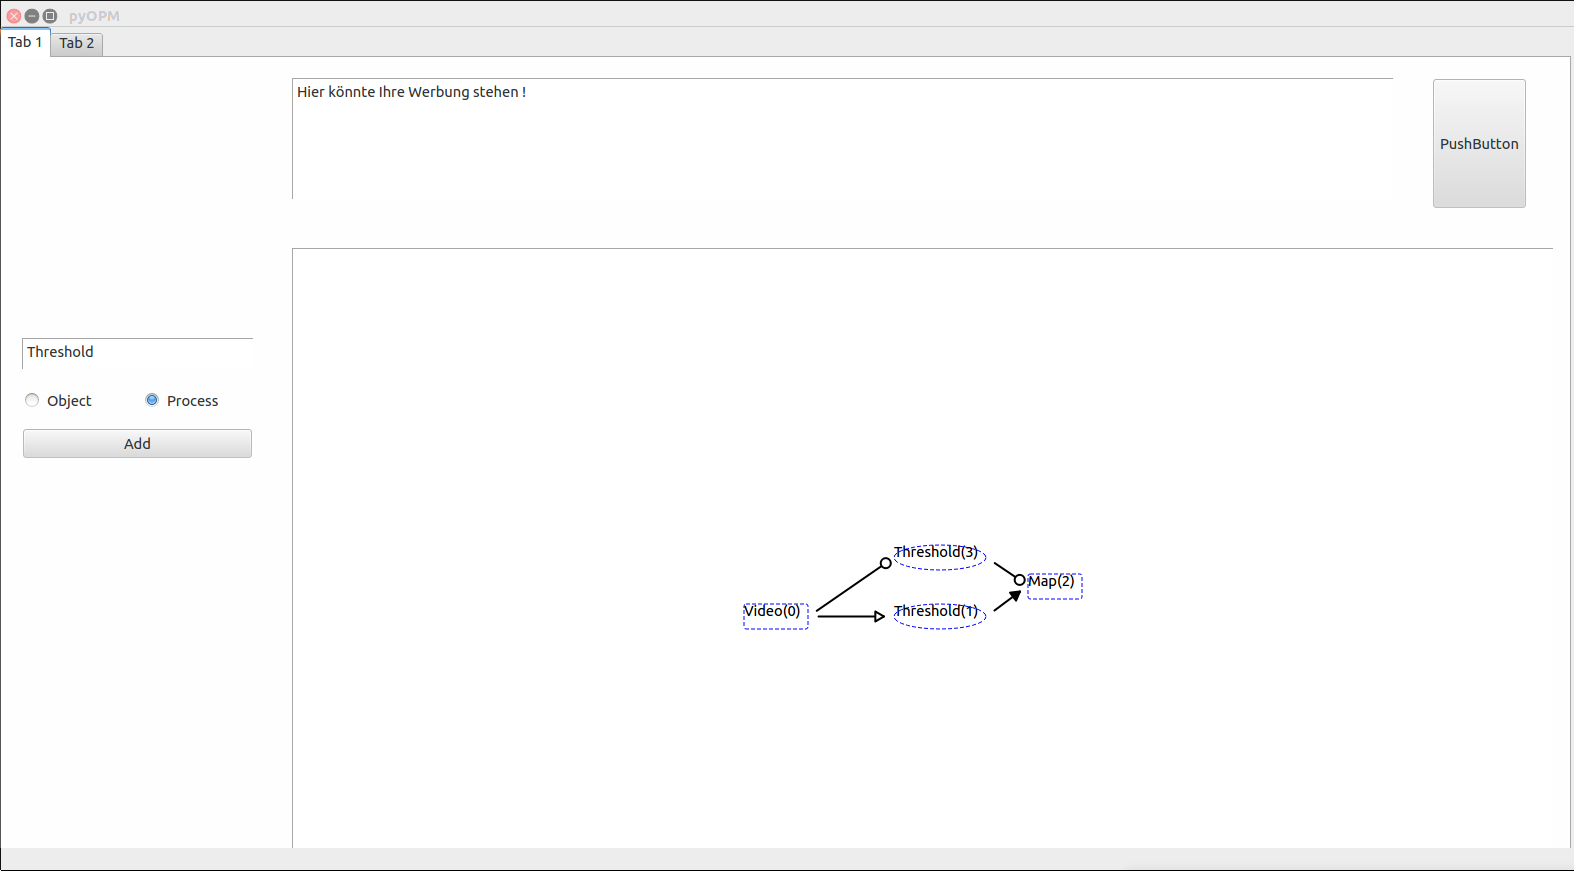 pyOPM
Tab 1
Tab 2
Hier könnte Ihre Werbung stehen !
PushButton
Threshold
Object
Process
Add
Threshold(3)
Map(2)
Video(0)
Threshold(1)